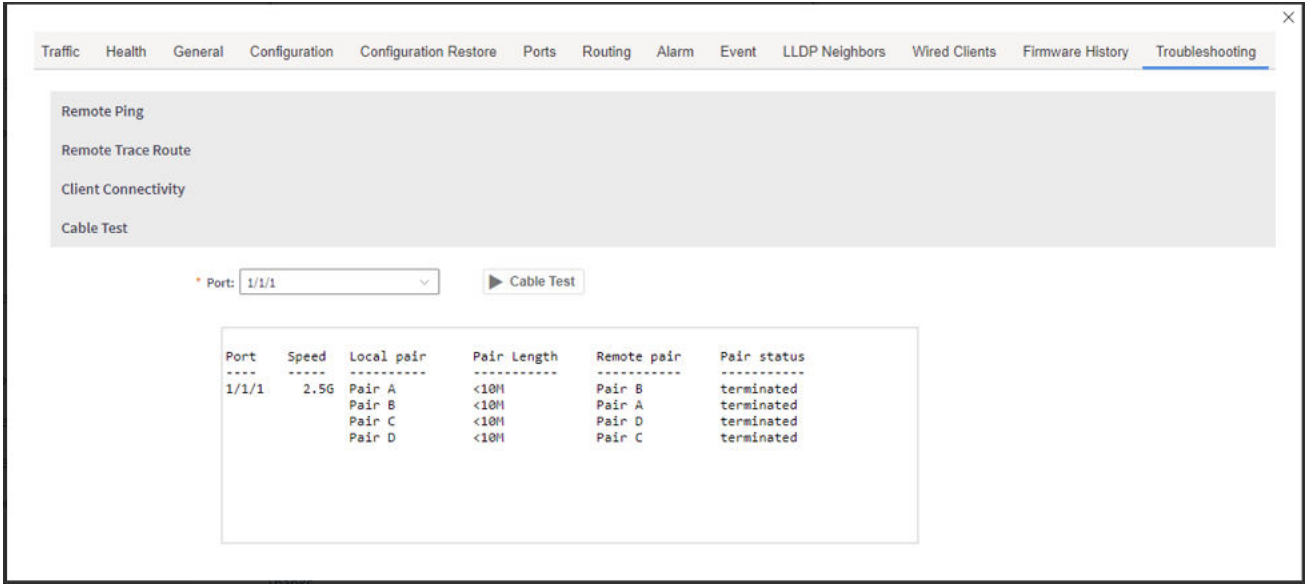 Traffic Health General Configuration Configuration Restore Ports Routing Alarm Event LLDP Neighbors Wired Clients Firmware History Troubleshooting
Remote Ping
Remote Trace Route
Client Connectivity
Cable Test
* Port: 1/1/1 Cable Test
Port Speed Local pair Pair Length Remote pair Pair status
---- ----- ---------- ----------- ----------- -----------
1/1/1 2.5G Pair A <10M Pair B terminated
Pair B <10M Pair A terminated
Pair C <10M Pair D terminated
Pair D <10M Pair C terminated